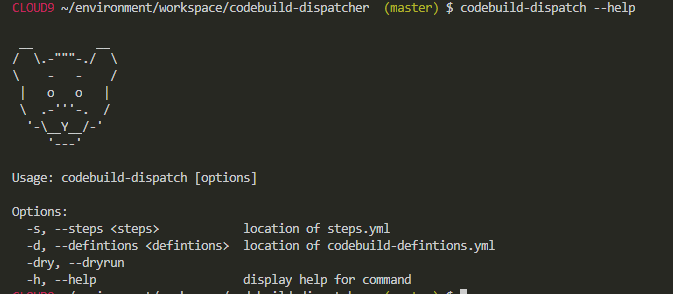 CLOUD9 ~/environment/workspace/codebuild-dispatcher  (master) $ codebuild-dispatch --help
 __         __
/  \.-"""-./  \
\    -   -    /
 |   o   o   |
 \  .-'''-.  /
  '-\__Y__/-'
     '---'
Usage: codebuild-dispatch [options]
Options:
  -s, --steps <steps>            location of steps.yml
  -d, --defintions <defintions>  location of codebuild-defintions.yml
  -dry, --dryrun
  -h, --help                     display help for command